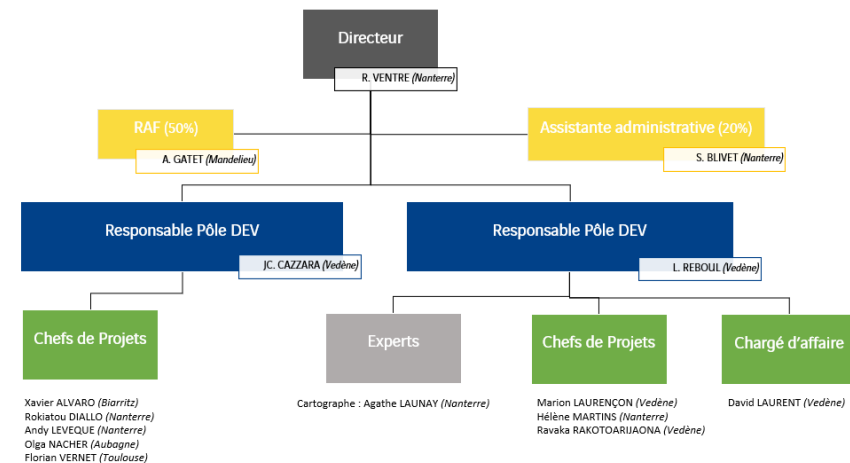 Directeur
R. VENTRE (Nanterre)
RAF (50%)
A. GATET (Mandelieu)
Assistante administrative (20%)
S. BLIVET (Nanterre)
Responsable Pôle DEV
JC. CAZZARA (Vedène)
Responsable Pôle DEV
L. REBOUL (Vedène)
Chefs de Projets
Xavier ALVARO (Biarritz)
Rokiatou DIALLO (Nanterre)
Andy LEVEQUE (Nanterre)
Olga NACHER (Aubagne)
Florian VERNET (Toulouse)
Experts
Cartographe : Agathe LAUNAY (Nanterre)
Chefs de Projets
Marion LAURENÇON (Vedène)
Hélène MARTINS (Nanterre)
Ravaka RAKOTOARIJAONA (Vedène)
Chargé d'affaire
David LAURENT (Vedène)